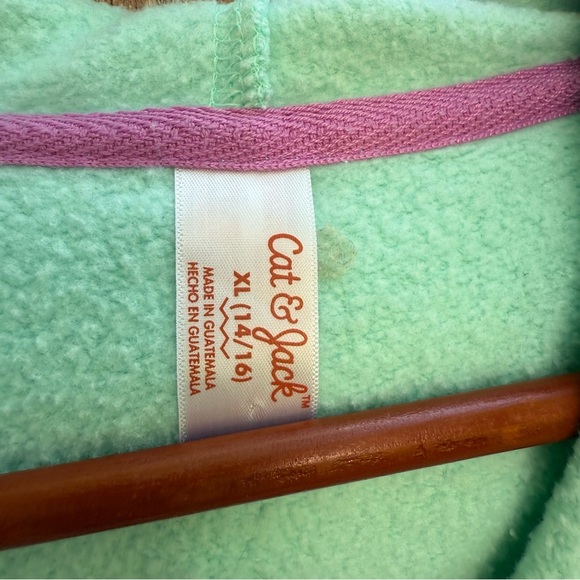 Cat & Jack™
XL (14/16)
MADE IN GUATEMALA
HECHO EN GUATEMALA